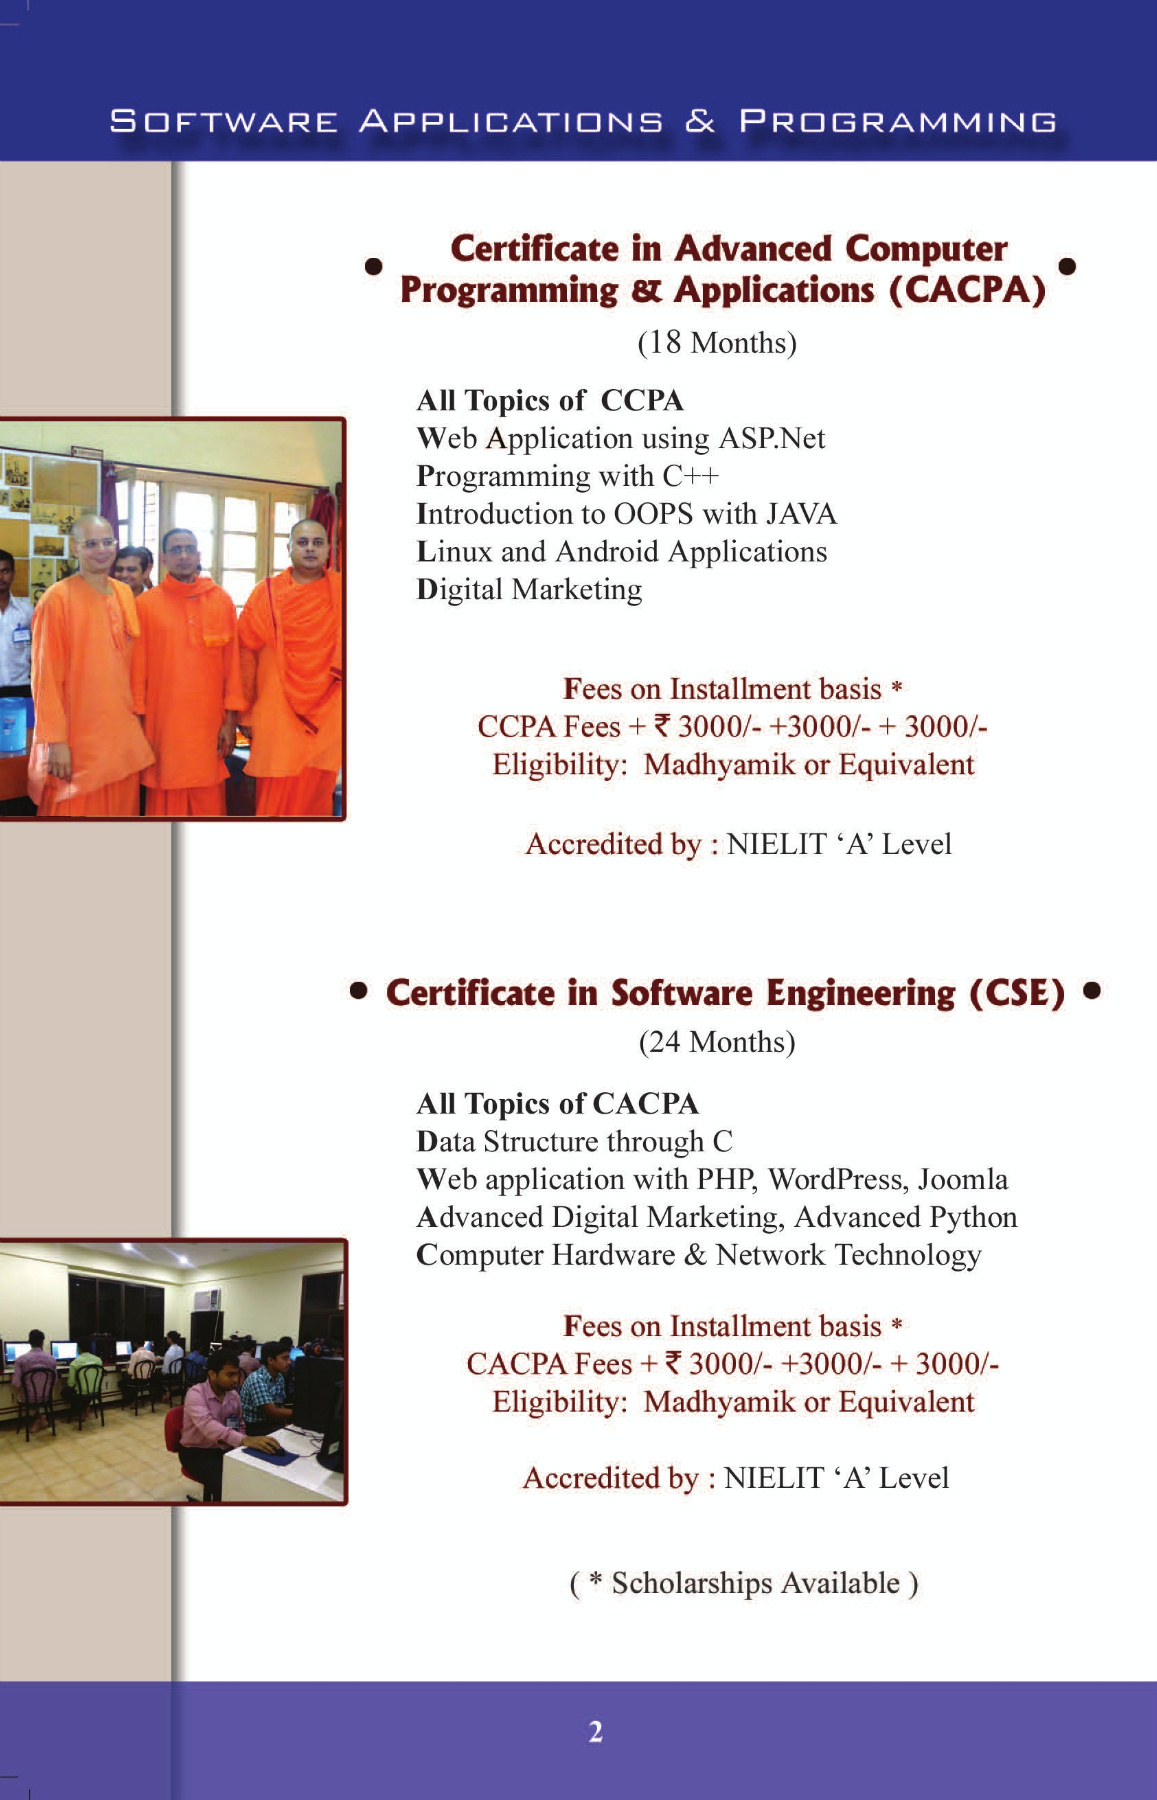 SOFTWARE APPLICATIONS & PROGRAMMING
• Certificate in Advanced Computer •
Programming & Applications (CACPA)
(18 Months)
All Topics of CCPA
Web Application using ASP.Net
Programming with C++
Introduction to OOPS with JAVA
Linux and Android Applications
Digital Marketing
Fees on Installment basis *
CCPA Fees + ₹ 3000/- +3000/- + 3000/-
Eligibility: Madhyamik or Equivalent
Accredited by : NIELIT ‘A’ Level
• Certificate in Software Engineering (CSE) •
(24 Months)
All Topics of CACPA
Data Structure through C
Web application with PHP, WordPress, Joomla
Advanced Digital Marketing, Advanced Python
Computer Hardware & Network Technology
Fees on Installment basis *
CACPA Fees + ₹ 3000/- +3000/- + 3000/-
Eligibility: Madhyamik or Equivalent
Accredited by : NIELIT ‘A’ Level
( * Scholarships Available )
2